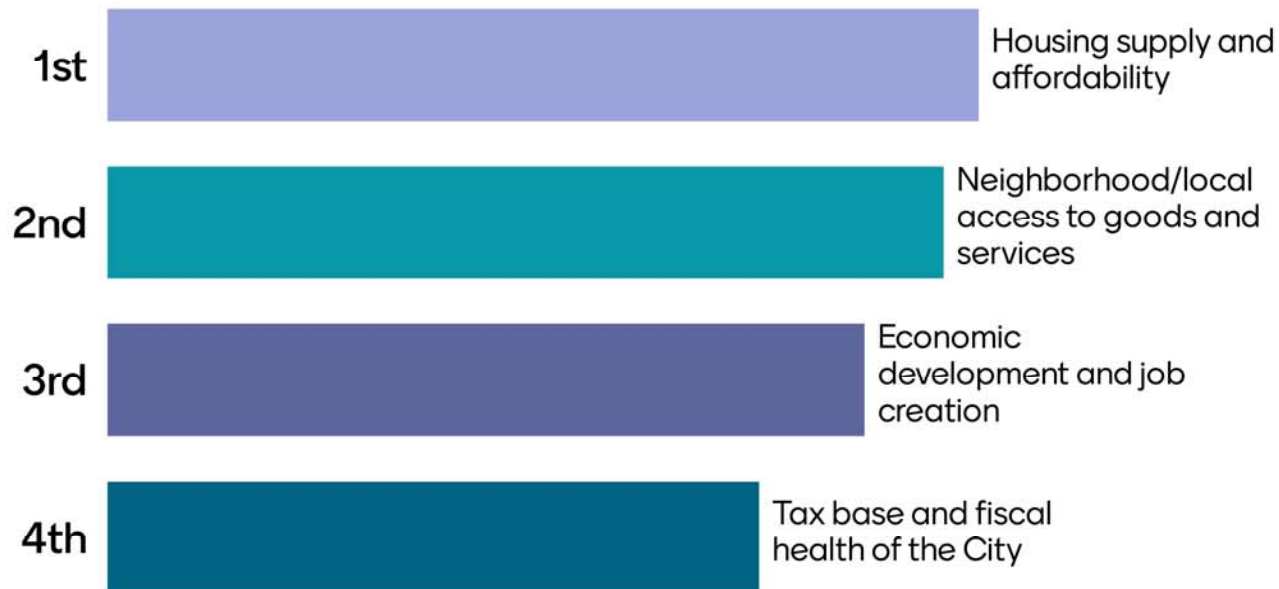 1st
Housing supply and
affordability
2nd
Neighborhood/local
access to goods and
services
3rd
Economic
development and job
creation
4th
Tax base and fiscal
health of the City